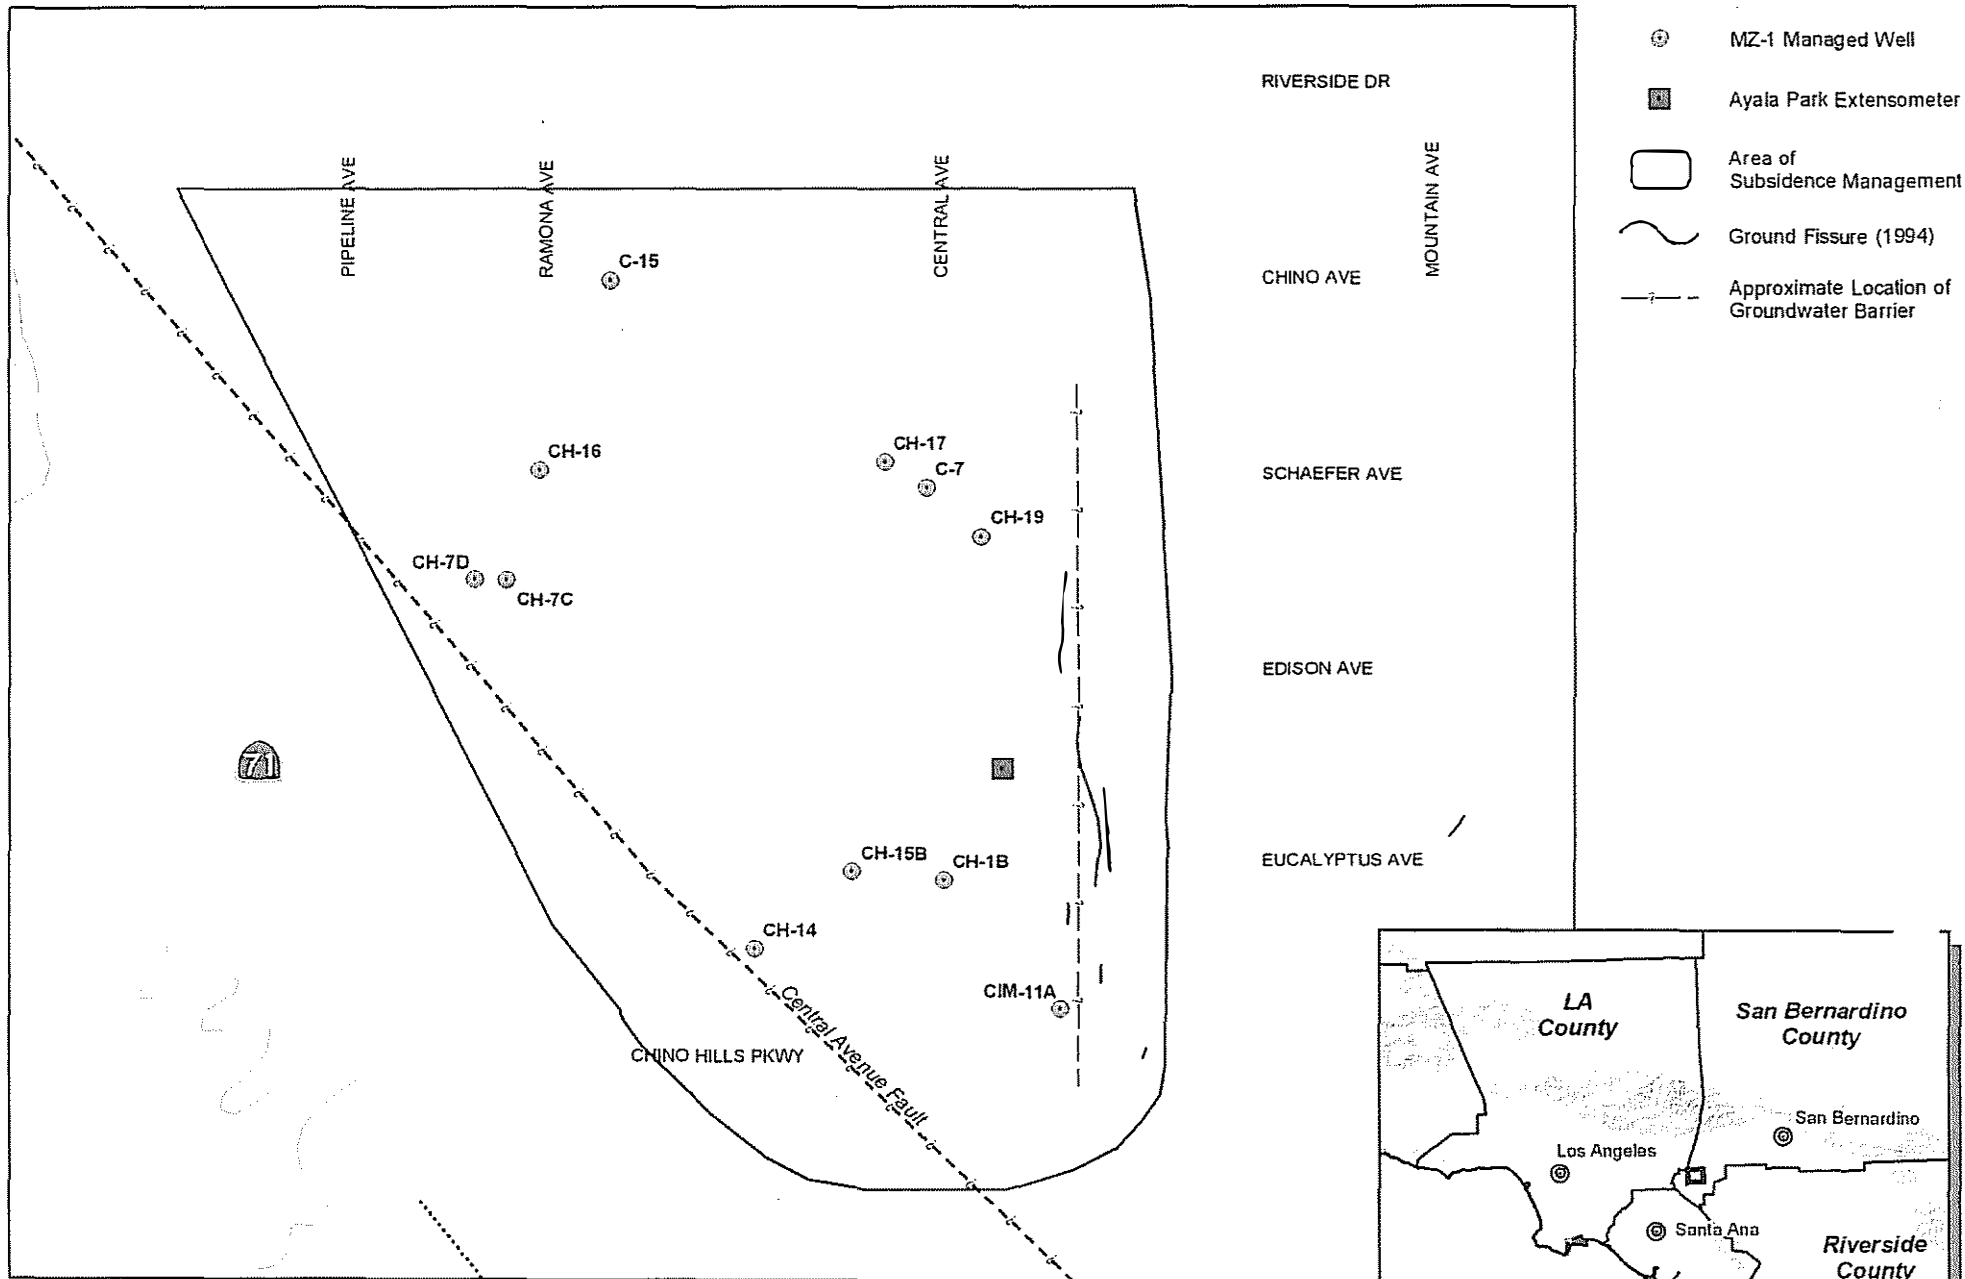 RIVERSIDE DR
PIPELINE AVE
RAMONA AVE
CENTRAL AVE
MOUNTAIN AVE
C-15
CHINO AVE
CH-16
CH-17
C-7
SCHAEFER AVE
CH-19
CH-7D
CH-7C
EDISON AVE
71
CH-15B
CH-1B
EUCALYPTUS AVE
CH-14
CIM-11A
Central Avenue Fault
CHINO HILLS PKWY
MZ-1 Managed Well
Ayala Park Extensometer
Area of
Subsidence Management
Ground Fissure (1994)
Approximate Location of
Groundwater Barrier
LA
County
San Bernardino
County
San Bernardino
Los Angeles
Santa Ana
Riverside
County